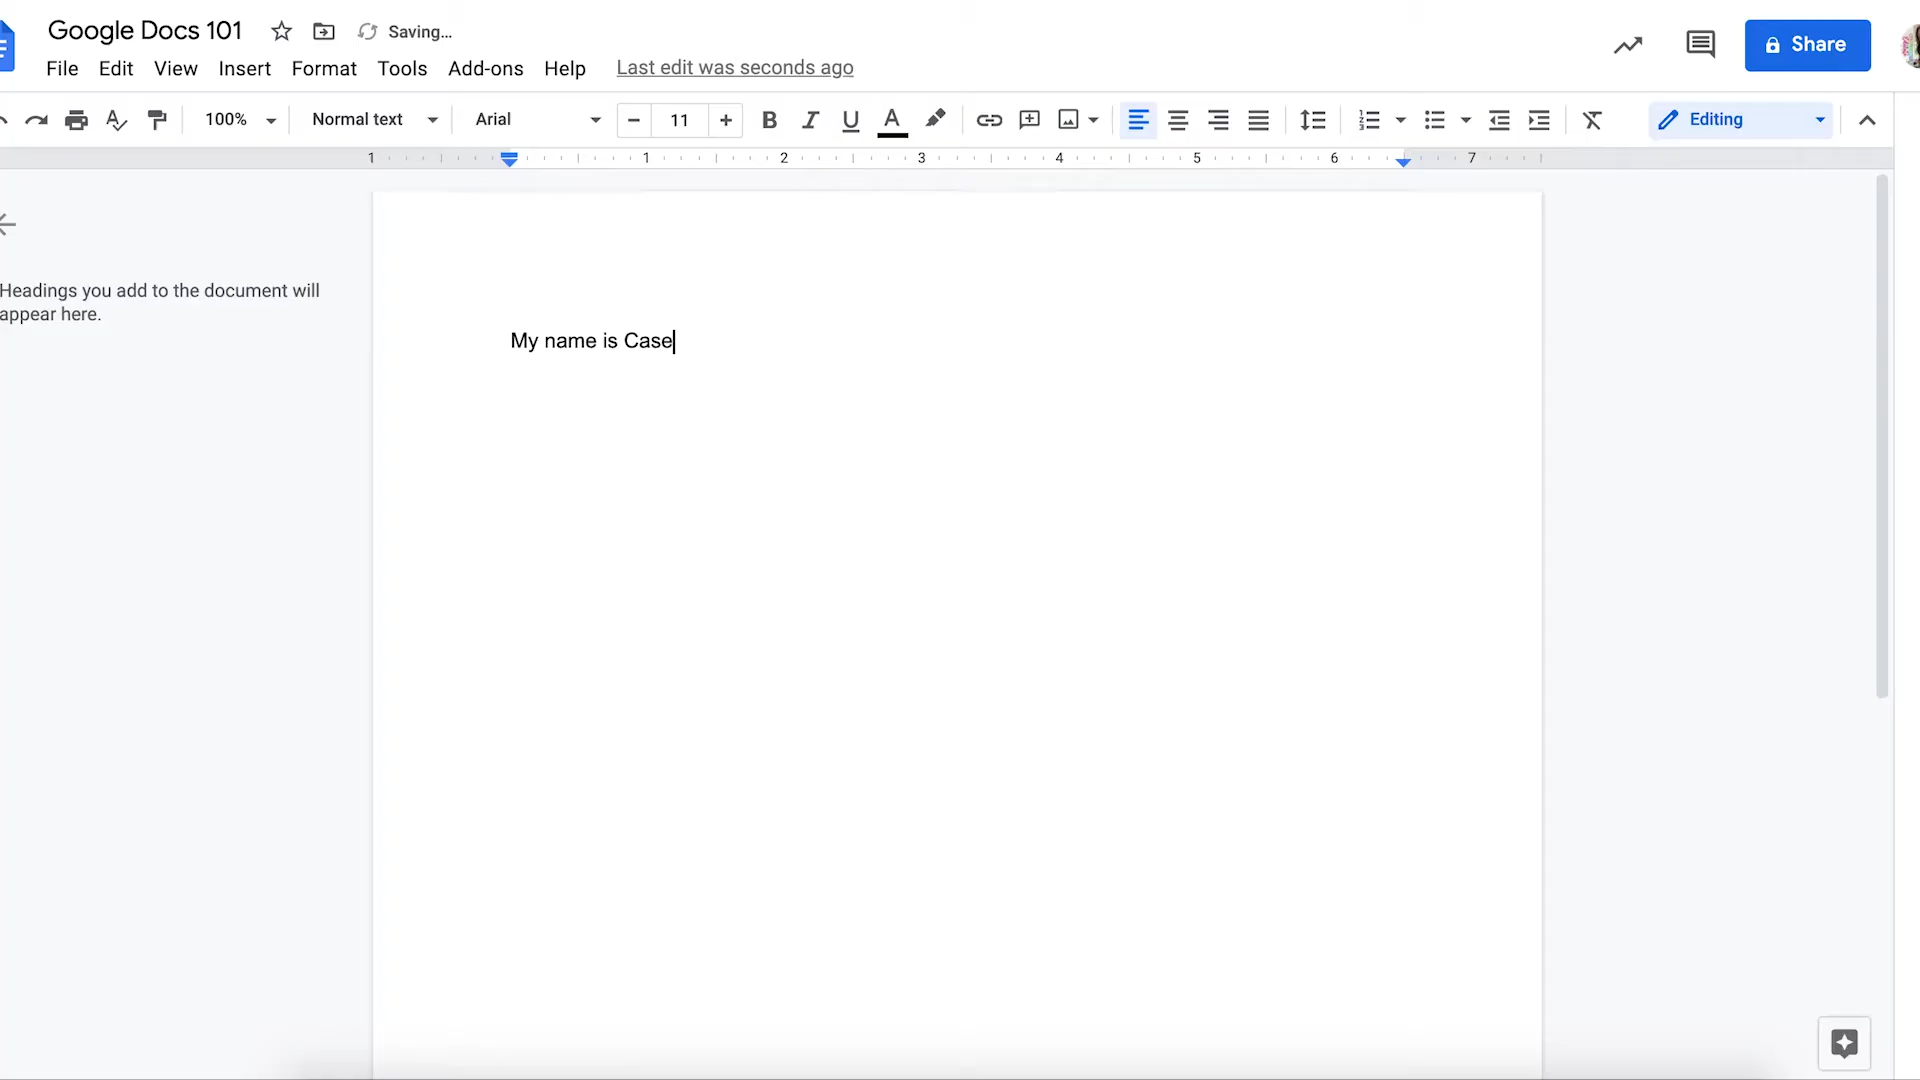 Google Docs 101 Saving...
Share
File Edit View Insert Format Tools Add-ons Help Last edit was seconds ago
100% Normal text Arial 11 Editing
1 1 2 3 4 5 6 7
Headings you add to the document will
appear here.
My name is Case